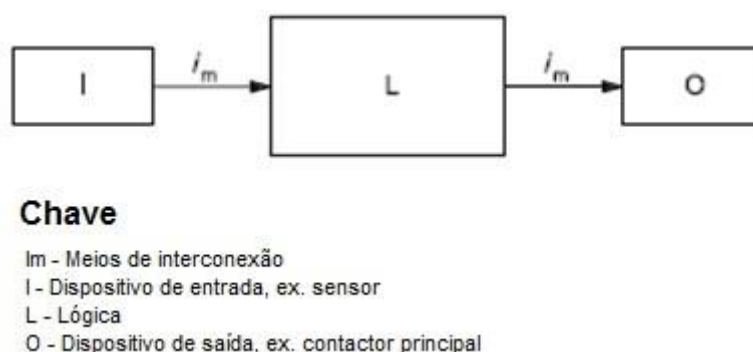 I iₘ L iₘ O
Chave
Im - Meios de interconexão
I - Dispositivo de entrada, ex. sensor
L - Lógica
O - Dispositivo de saída, ex. contactor principal